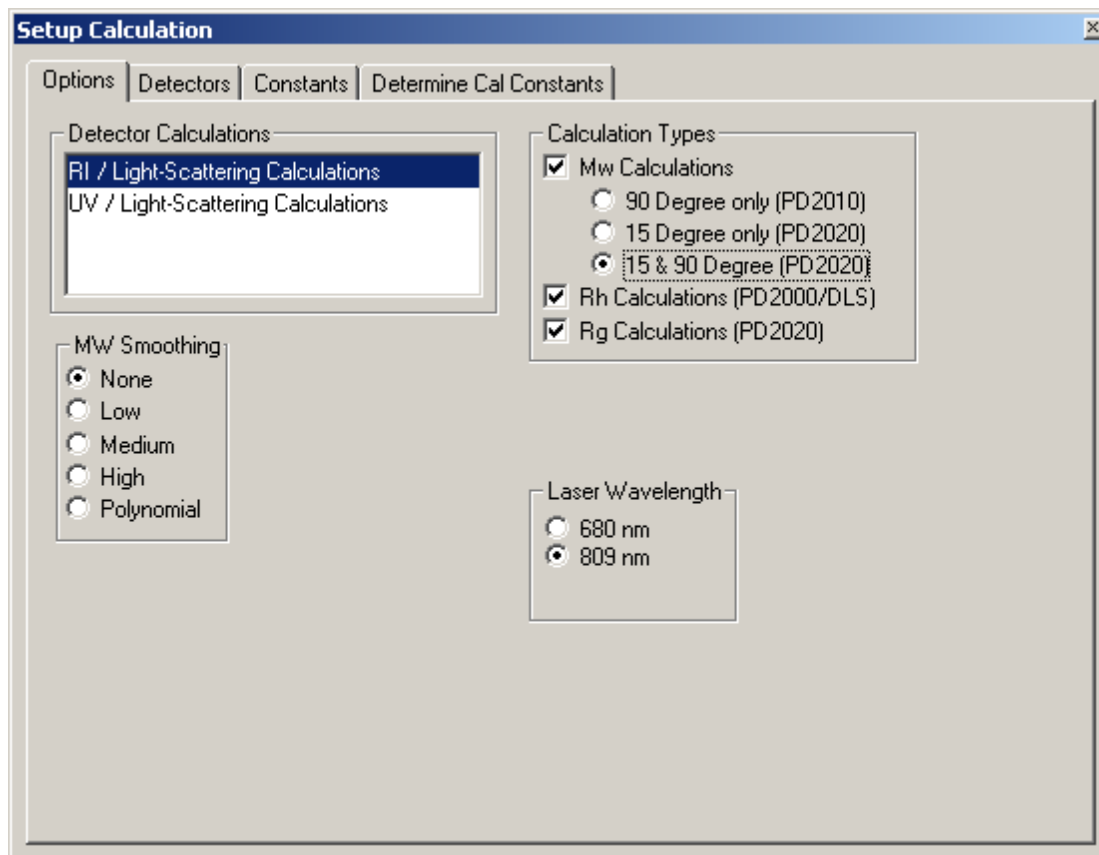 Setup Calculation
Options
Detectors
Constants
Determine Cal Constants
Detector Calculations
RI / Light-Scattering Calculations
UV / Light-Scattering Calculations
Calculation Types
Mw Calculations
90 Degree only (PD2010)
15 Degree only (PD2020)
15 & 90 Degree (PD2020)
Rh Calculations (PD2000/DLS)
Rg Calculations (PD2020)
MW Smoothing
None
Low
Medium
High
Polynomial
Laser Wavelength
680 nm
809 nm